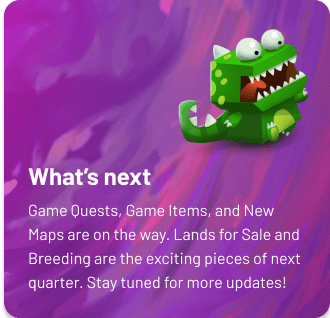 What's next
Game Quests, Game Items, and New
Maps are on the way. Lands for Sale and
Breeding are the exciting pieces of next
quarter. Stay tuned for more updates!